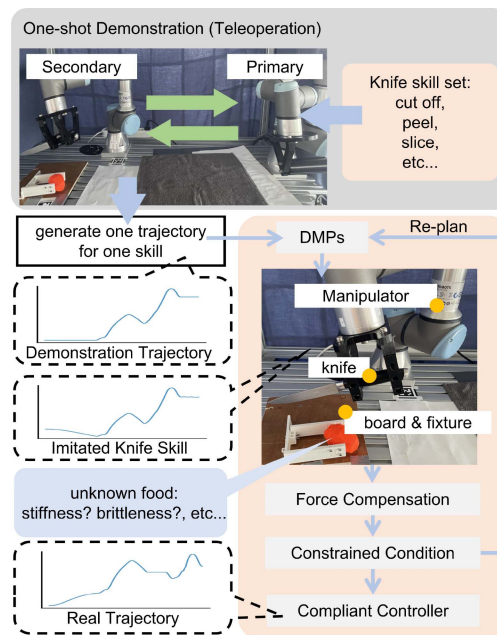 One-shot Demonstration (Teleoperation)
Secondary
Primary
Knife skill set:
cut off,
peel,
slice,
etc...
generate one trajectory
for one skill
DMPs
Re-plan
Demonstration Trajectory
Manipulator
knife
board & fixture
Imitated Knife Skill
unknown food:
stiffness? brittleness?, etc...
Force Compensation
Constrained Condition
Real Trajectory
Compliant Controller